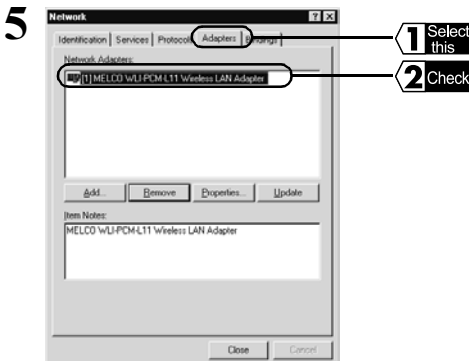 5
Network
Identification Services Protocols Adapters Bindings
1 Select this
Network Adapters:
[1] MELCO WLI-PCM-L11 Wireless LAN Adapter
2 Check
Add... Remove Properties... Update
Item Notes:
MELCO WLI-PCM-L11 Wireless LAN Adapter
Close Cancel